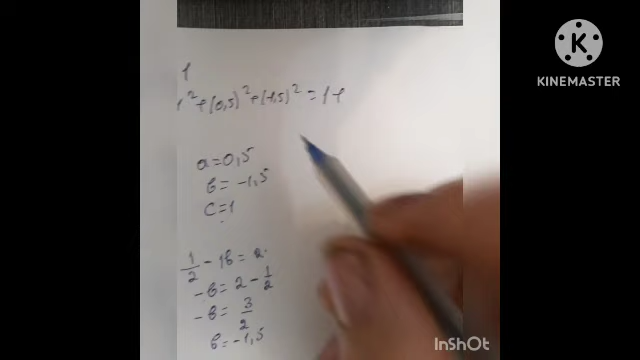 1
1² + (0,5)² + (-1,5)² = 1+
a = 0,5
в = -1,5
c = 1
1/2 - 1в = 2
-в = 2 - 1/2
-в = 3/2
в = -1,5
KINEMASTER
InShOt